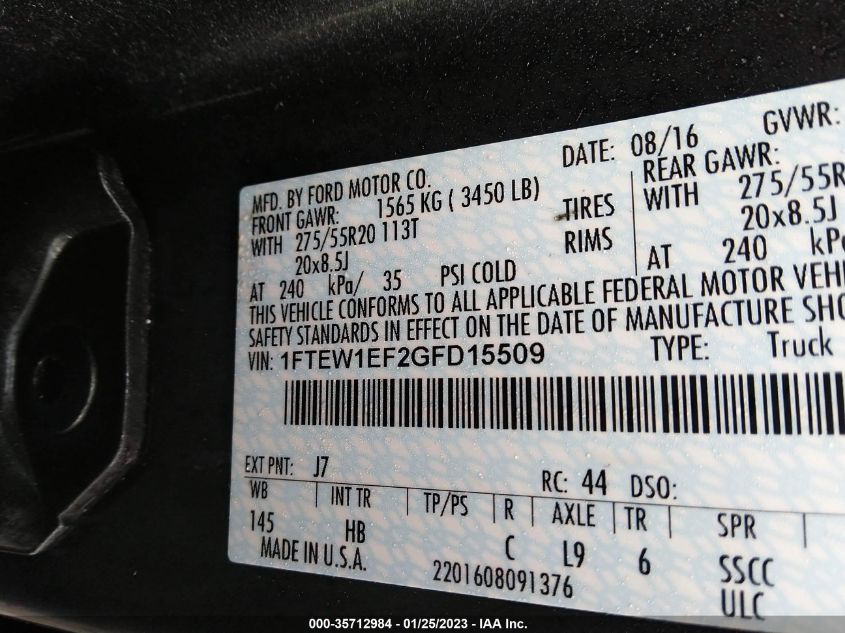 MFD. BY FORD MOTOR CO. DATE: 08/16 GVWR:
FRONT GAWR: 1565 KG ( 3450 LB) REAR GAWR:
WITH 275/55R20 113T TIRES WITH 275/55R
20x8.5J RIMS 20x8.5J
AT 240 kPa/ 35 PSI COLD AT 240 kPa
THIS VEHICLE CONFORMS TO ALL APPLICABLE FEDERAL MOTOR VEHI
SAFETY STANDARDS IN EFFECT ON THE DATE OF MANUFACTURE SHO
VIN: 1FTEW1EF2GFD15509 TYPE: Truck
EXT PNT: J7 RC: 44 DSO:
WB INT TR TP/PS R AXLE TR SPR
145 HB C L9 6 SSCC
MADE IN U.S.A. 2201608091376 ULC
000-35712984 - 01/25/2023 - IAA Inc.